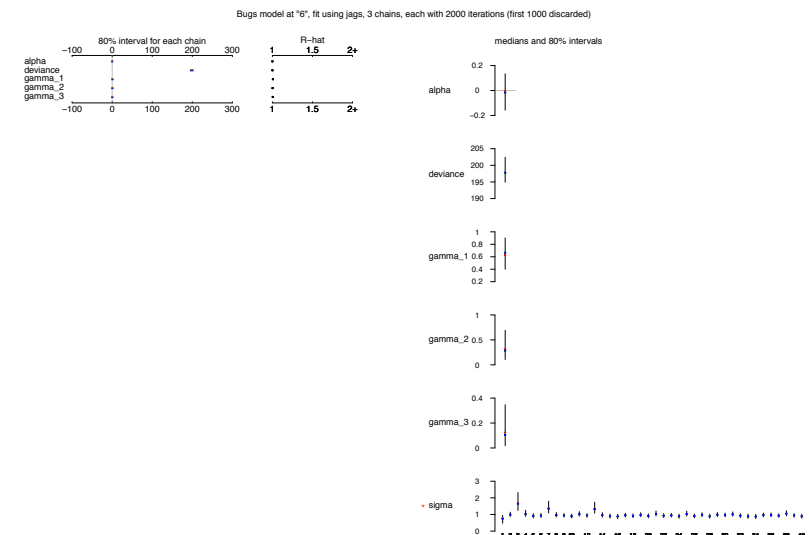 Bugs model at "6", fit using jags, 3 chains, each with 2000 iterations (first 1000 discarded)
80% interval for each chain
−100 0 100 200 300
alpha
deviance
gamma_1
gamma_2
gamma_3
−100 0 100 200 300
R−hat
1 1.5 2+
1 1.5 2+
medians and 80% intervals
alpha
0.2
0
−0.2
deviance
205
200
195
190
gamma_1
1
0.8
0.6
0.4
0.2
gamma_2
1
0.5
0
gamma_3
0.4
0.2
0
* sigma
3
2
1
0